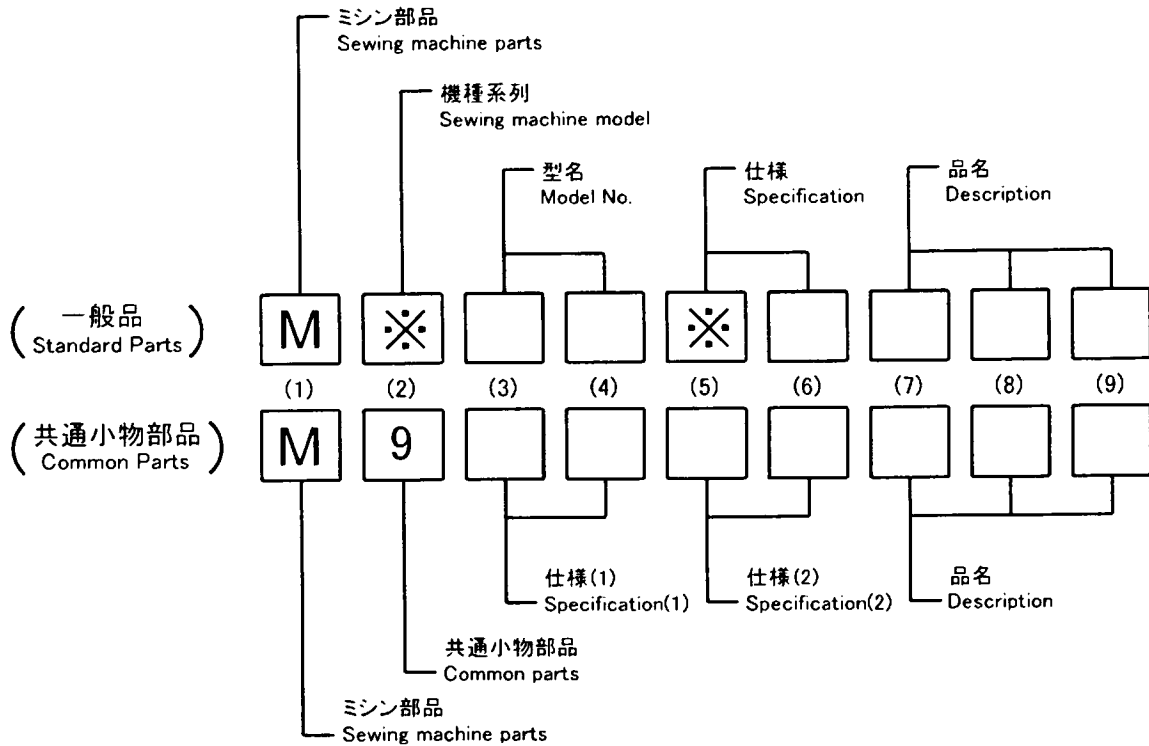 ミシン部品
Sewing machine parts
機種系列
Sewing machine model
型名
Model No.
仕様
Specification
品名
Description
(一般品
Standard Parts)
M ※ ※
(1) (2) (3) (4) (5) (6) (7) (8) (9)
(共通小物部品
Common Parts)
M 9
仕様(1)
Specification(1)
仕様(2)
Specification(2)
品名
Description
共通小物部品
Common parts
ミシン部品
Sewing machine parts